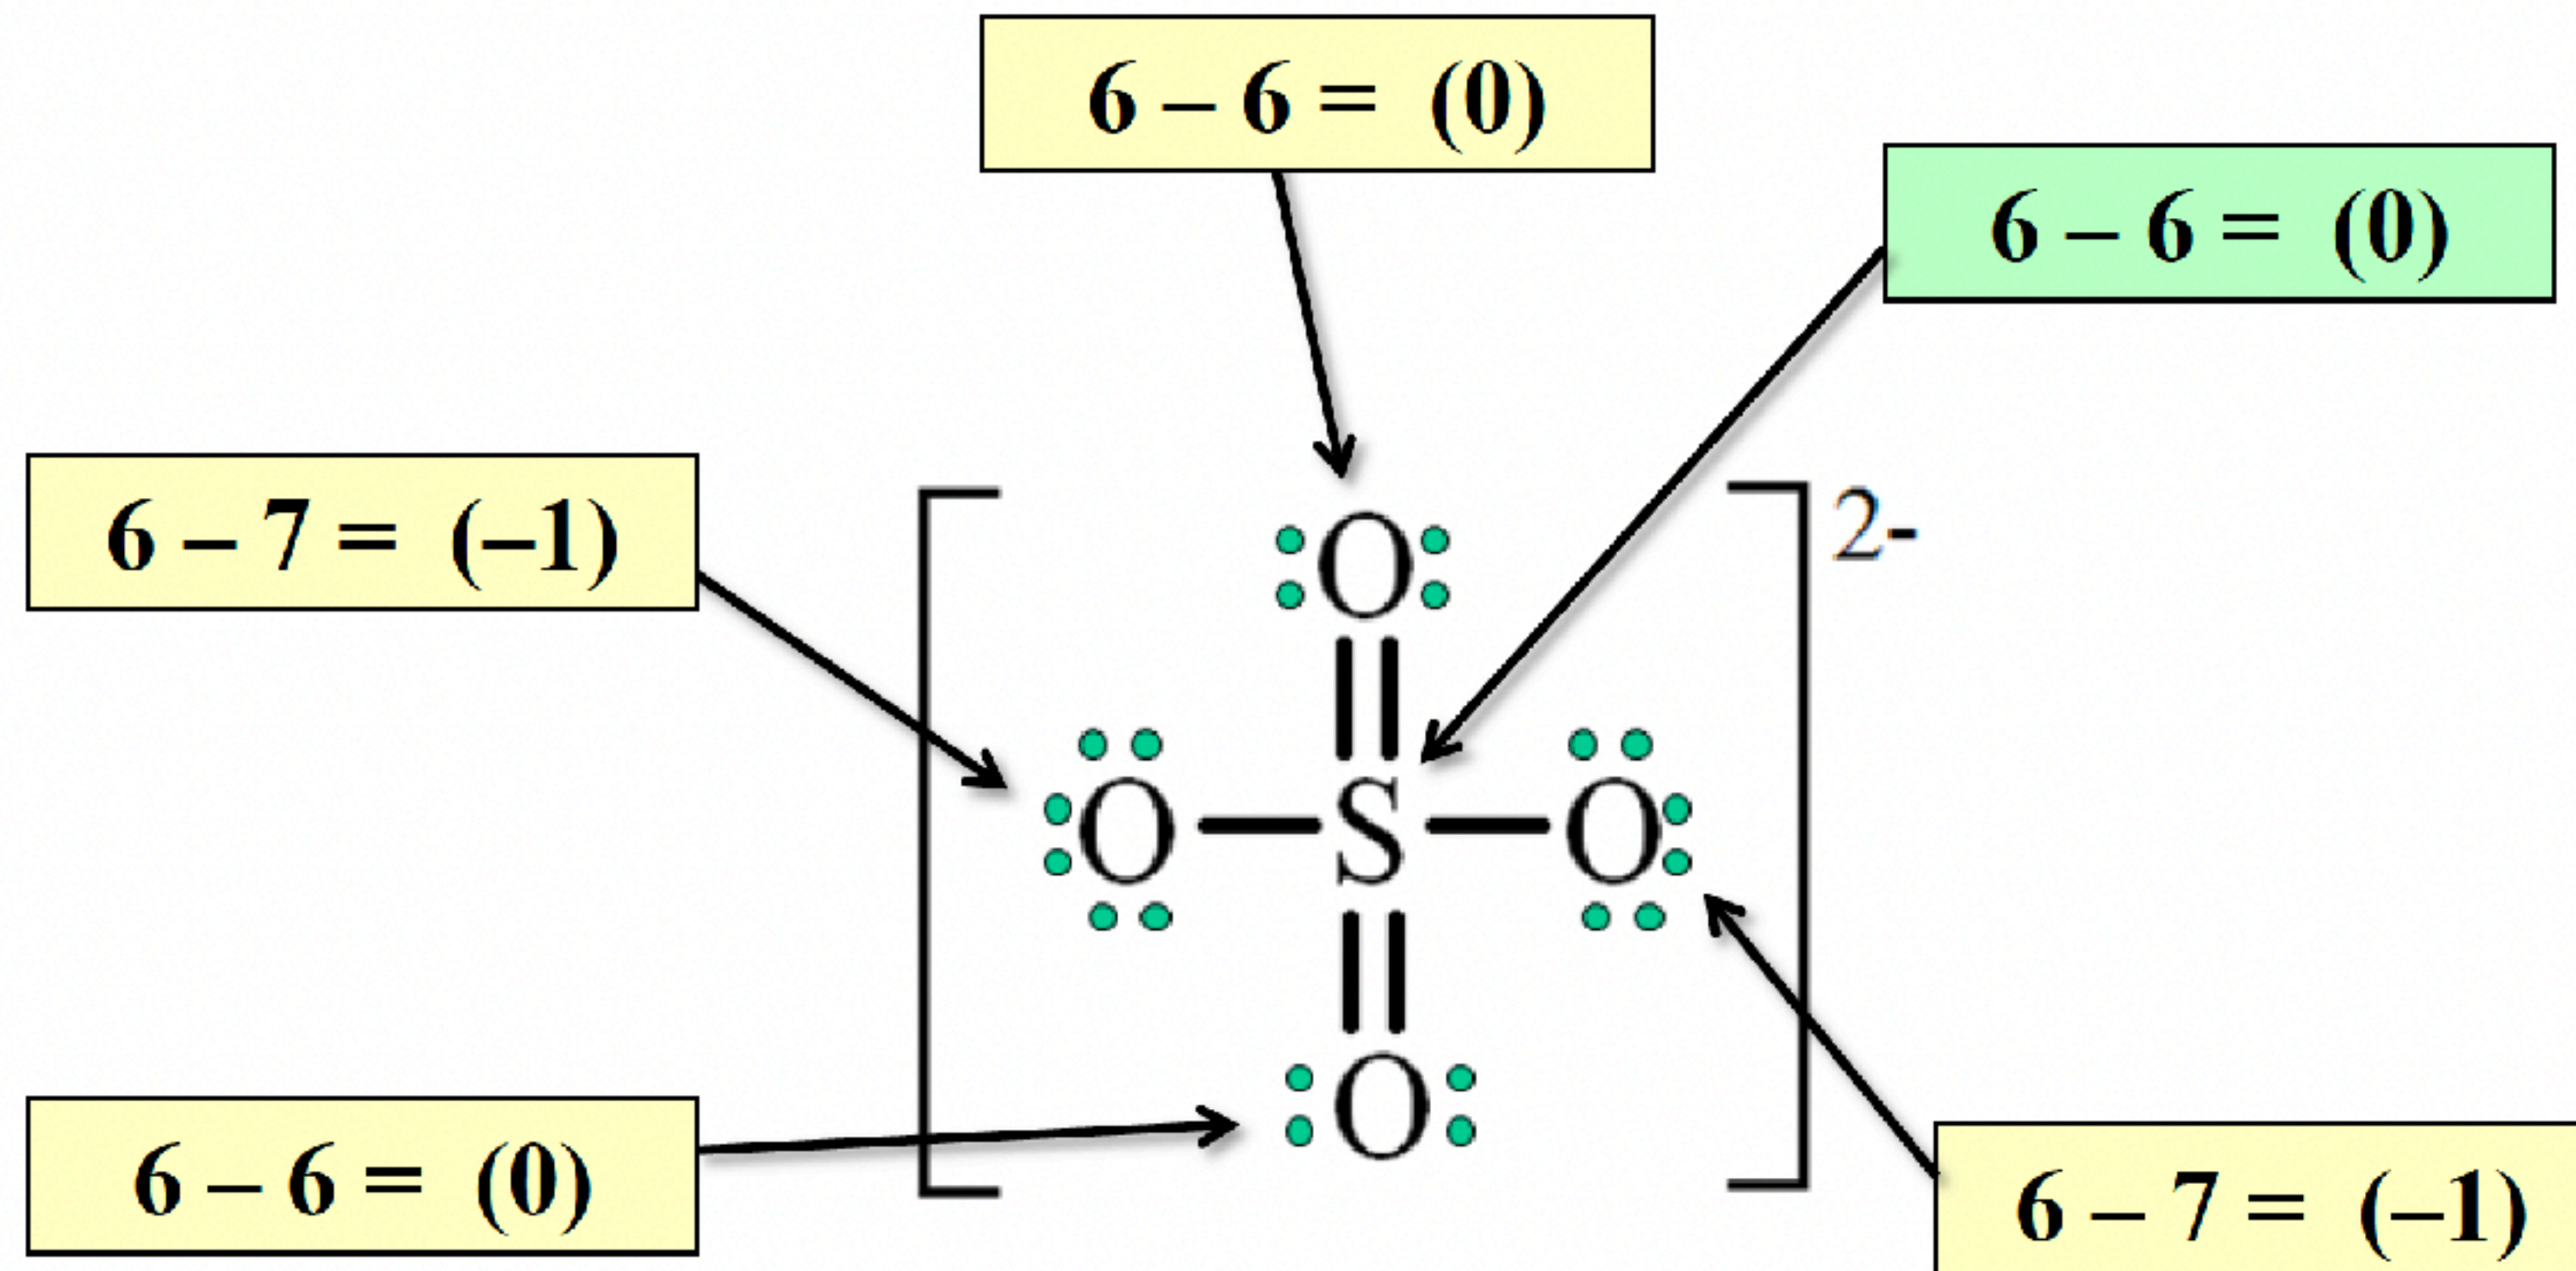 6 – 6 = (0)
6 – 6 = (0)
6 – 7 = (–1)
2-
O
O S O
O
6 – 6 = (0)
6 – 7 = (–1)